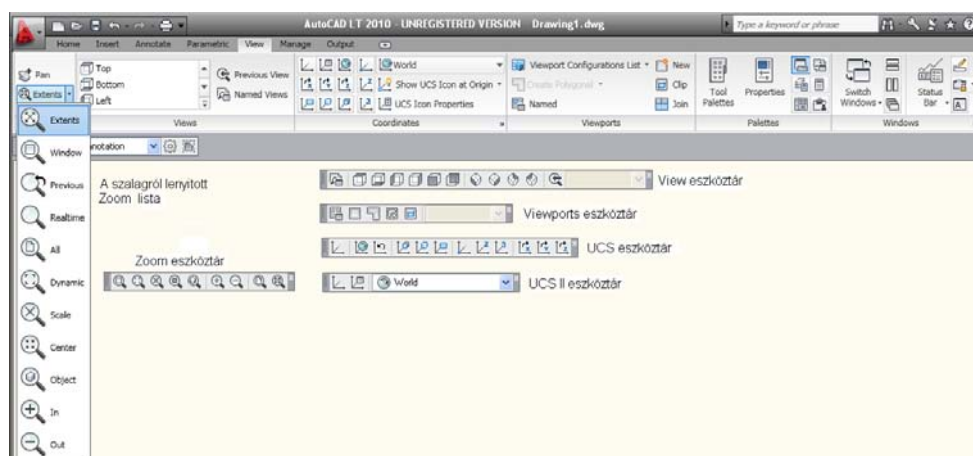 AutoCAD LT 2010 - UNREGISTERED VERSION Drawing1.dwg
Type a keyword or phrase
Home Insert Annotate Parametric View Manage Output
Pan
Extents
Top
Bottom
Left
Previous View
Named Views
World
Show UCS Icon at Origin
UCS Icon Properties
Viewport Configurations List
Create Polygonal
Named
New
Clip
Join
Tool Palettes
Properties
Switch Windows
Status Bar
Views Coordinates Viewports Palettes Windows
Extents
Window
Previous
Realtime
All
Dynamic
Scale
Center
Object
In
Out
notation
A szalagról lenyitott
Zoom lista
Zoom eszköztár
View eszköztár
Viewports eszköztár
UCS eszköztár
World
UCS II eszköztár